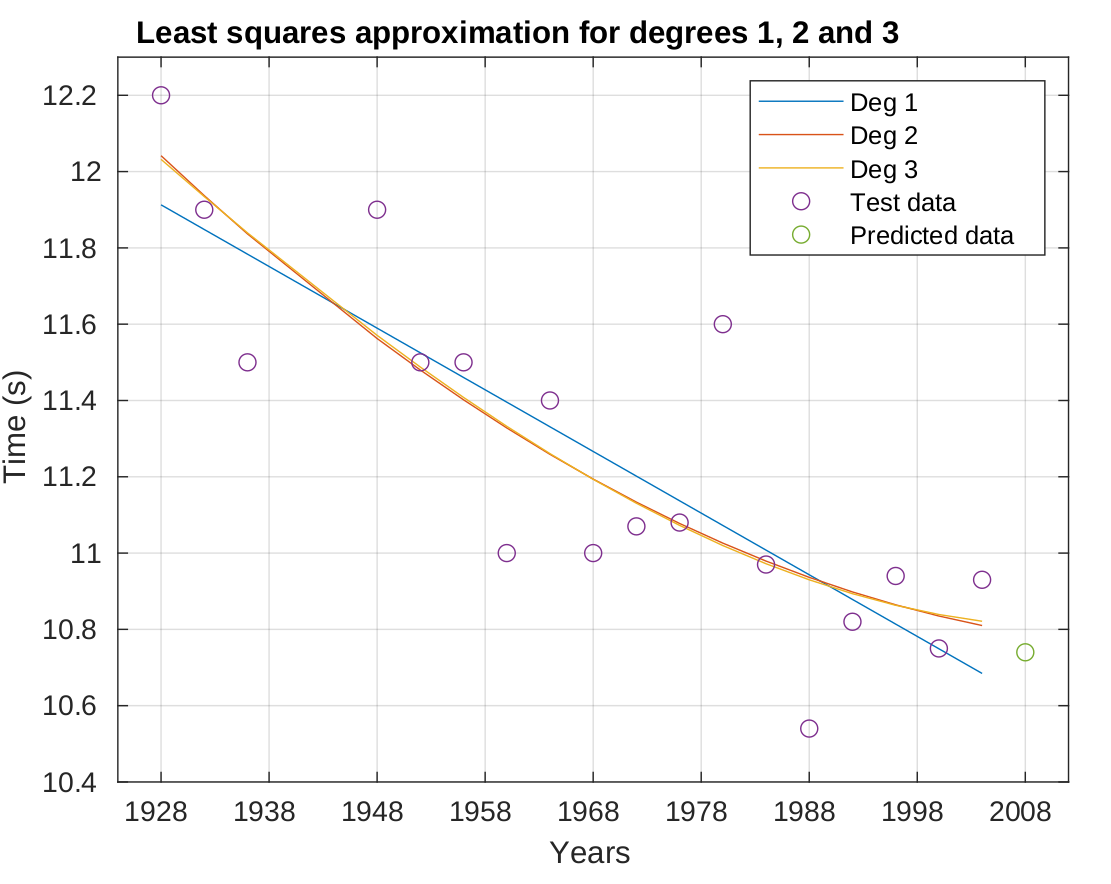 Least squares approximation for degrees 1, 2 and 3
Deg 1
Deg 2
Deg 3
Test data
Predicted data
12.2
12
11.8
11.6
11.4
11.2
11
10.8
10.6
10.4
Time (s)
1928 1938 1948 1958 1968 1978 1988 1998 2008
Years